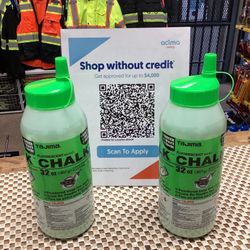 acima
Shop without credit
Get approved for up to $4,000
Scan To Apply
TAJIMA
K CHALK
32 oz
TAJIMA
K CHAL
32 oz